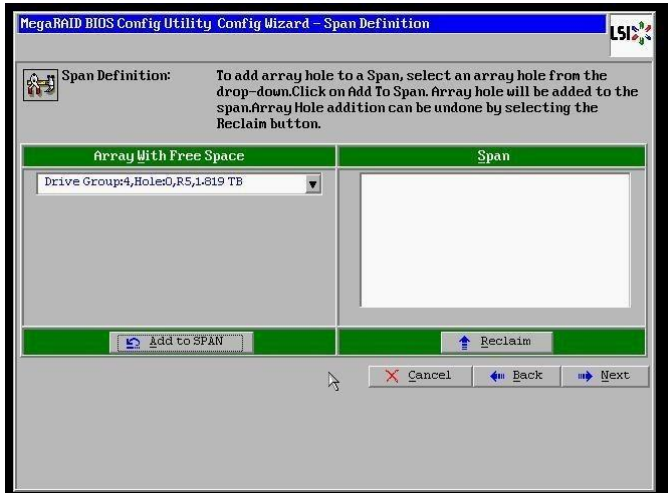 MegaRAID BIOS Config Utility Config Wizard – Span Definition
LSI
Span Definition:
To add array hole to a Span, select an array hole from the
drop-down.Click on Add To Span. Array hole will be added to the
span.Array Hole addition can be undone by selecting the
Reclaim button.
Array With Free Space
Span
Drive Group:4,Hole:0,R5,1.819 TB
Add to SPAN
Reclaim
Cancel
Back
Next